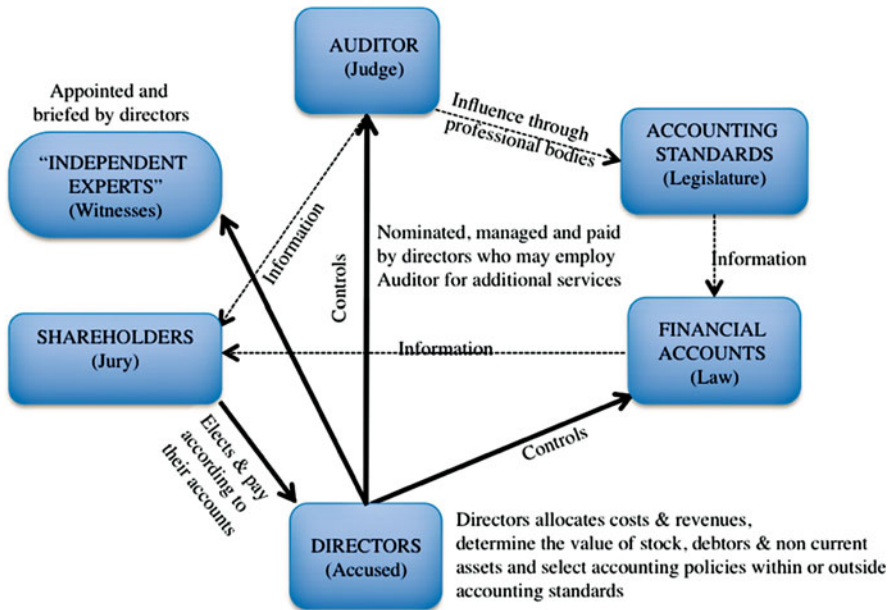 AUDITOR
(Judge)
Appointed and
briefed by directors
Influence through
professional bodies
"INDEPENDENT
EXPERTS"
(Witnesses)
ACCOUNTING
STANDARDS
(Legislature)
Information
Controls
Nominated, managed and paid
by directors who may employ
Auditor for additional services
Information
SHAREHOLDERS
(Jury)
Information
FINANCIAL
ACCOUNTS
(Law)
Elects & pay
according to
their accounts
Controls
DIRECTORS
(Accused)
Directors allocates costs & revenues,
determine the value of stock, debtors & non current
assets and select accounting policies within or outside
accounting standards